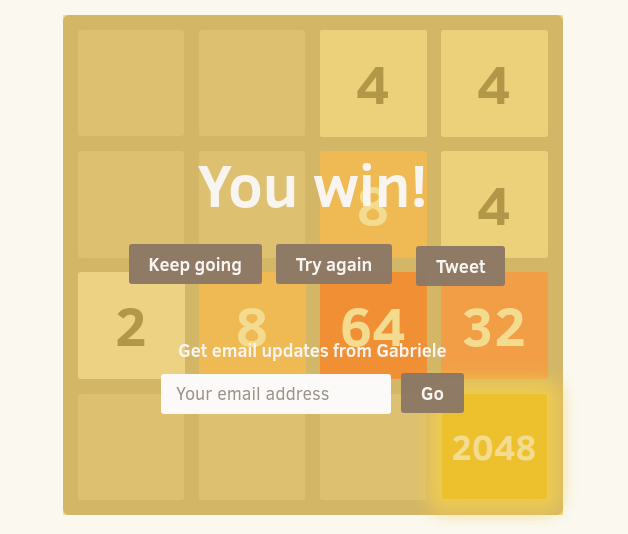 4 4
You win!
8 4
Keep going Try again Tweet
2 8 64 32
Get email updates from Gabriele
Your email address Go
2048